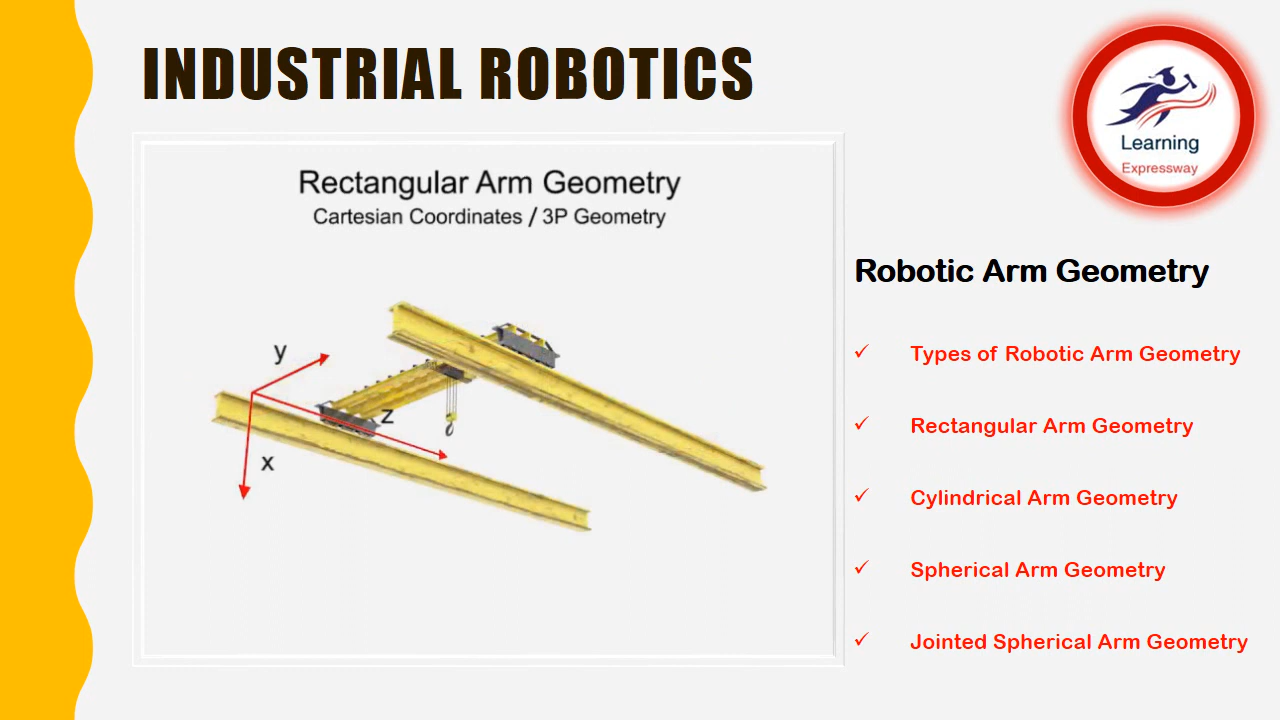 INDUSTRIAL ROBOTICS
Learning
Expressway
Rectangular Arm Geometry
Cartesian Coordinates / 3P Geometry
y
z
x
Robotic Arm Geometry
✓ Types of Robotic Arm Geometry
✓ Rectangular Arm Geometry
✓ Cylindrical Arm Geometry
✓ Spherical Arm Geometry
✓ Jointed Spherical Arm Geometry